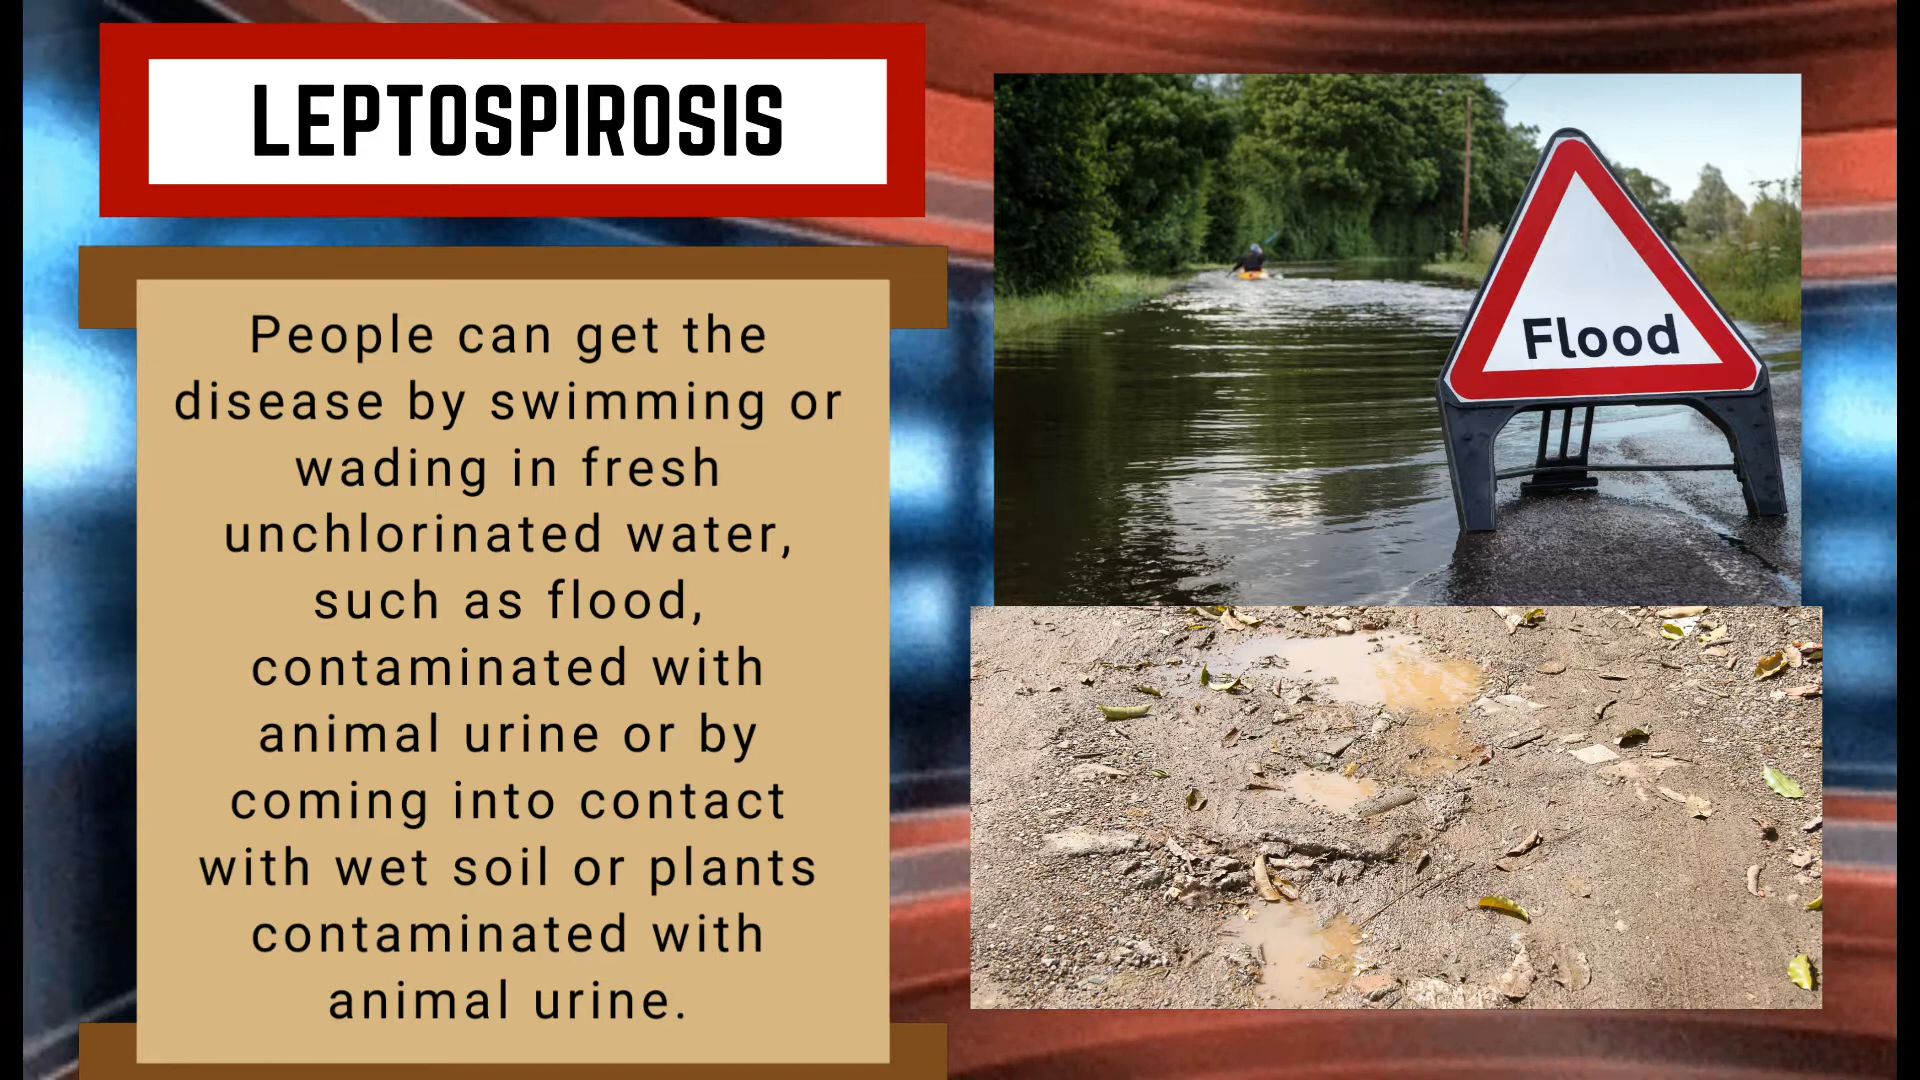 LEPTOSPIROSIS
People can get the
disease by swimming or
wading in fresh
unchlorinated water,
such as flood,
contaminated with
animal urine or by
coming into contact
with wet soil or plants
contaminated with
animal urine.
Flood